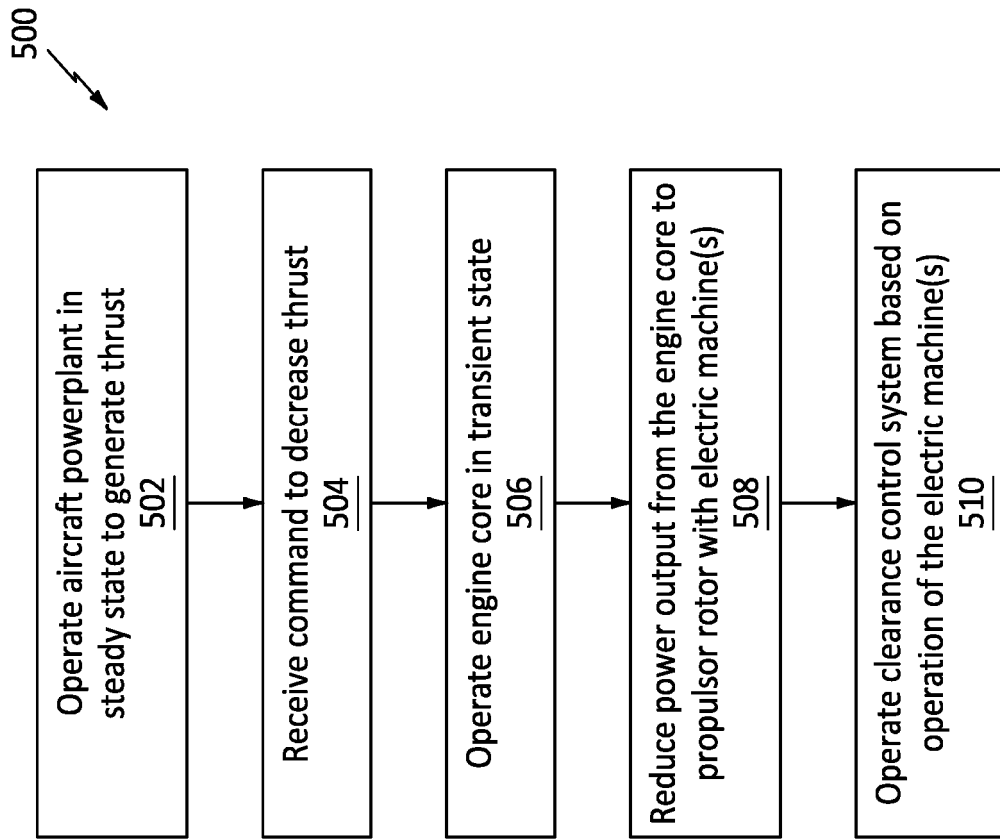 500
Operate aircraft powerplant in
steady state to generate thrust
502
Receive command to decrease thrust
504
Operate engine core in transient state
506
Reduce power output from the engine core to
propulsor rotor with electric machine(s)
508
Operate clearance control system based on
operation of the electric machine(s)
510